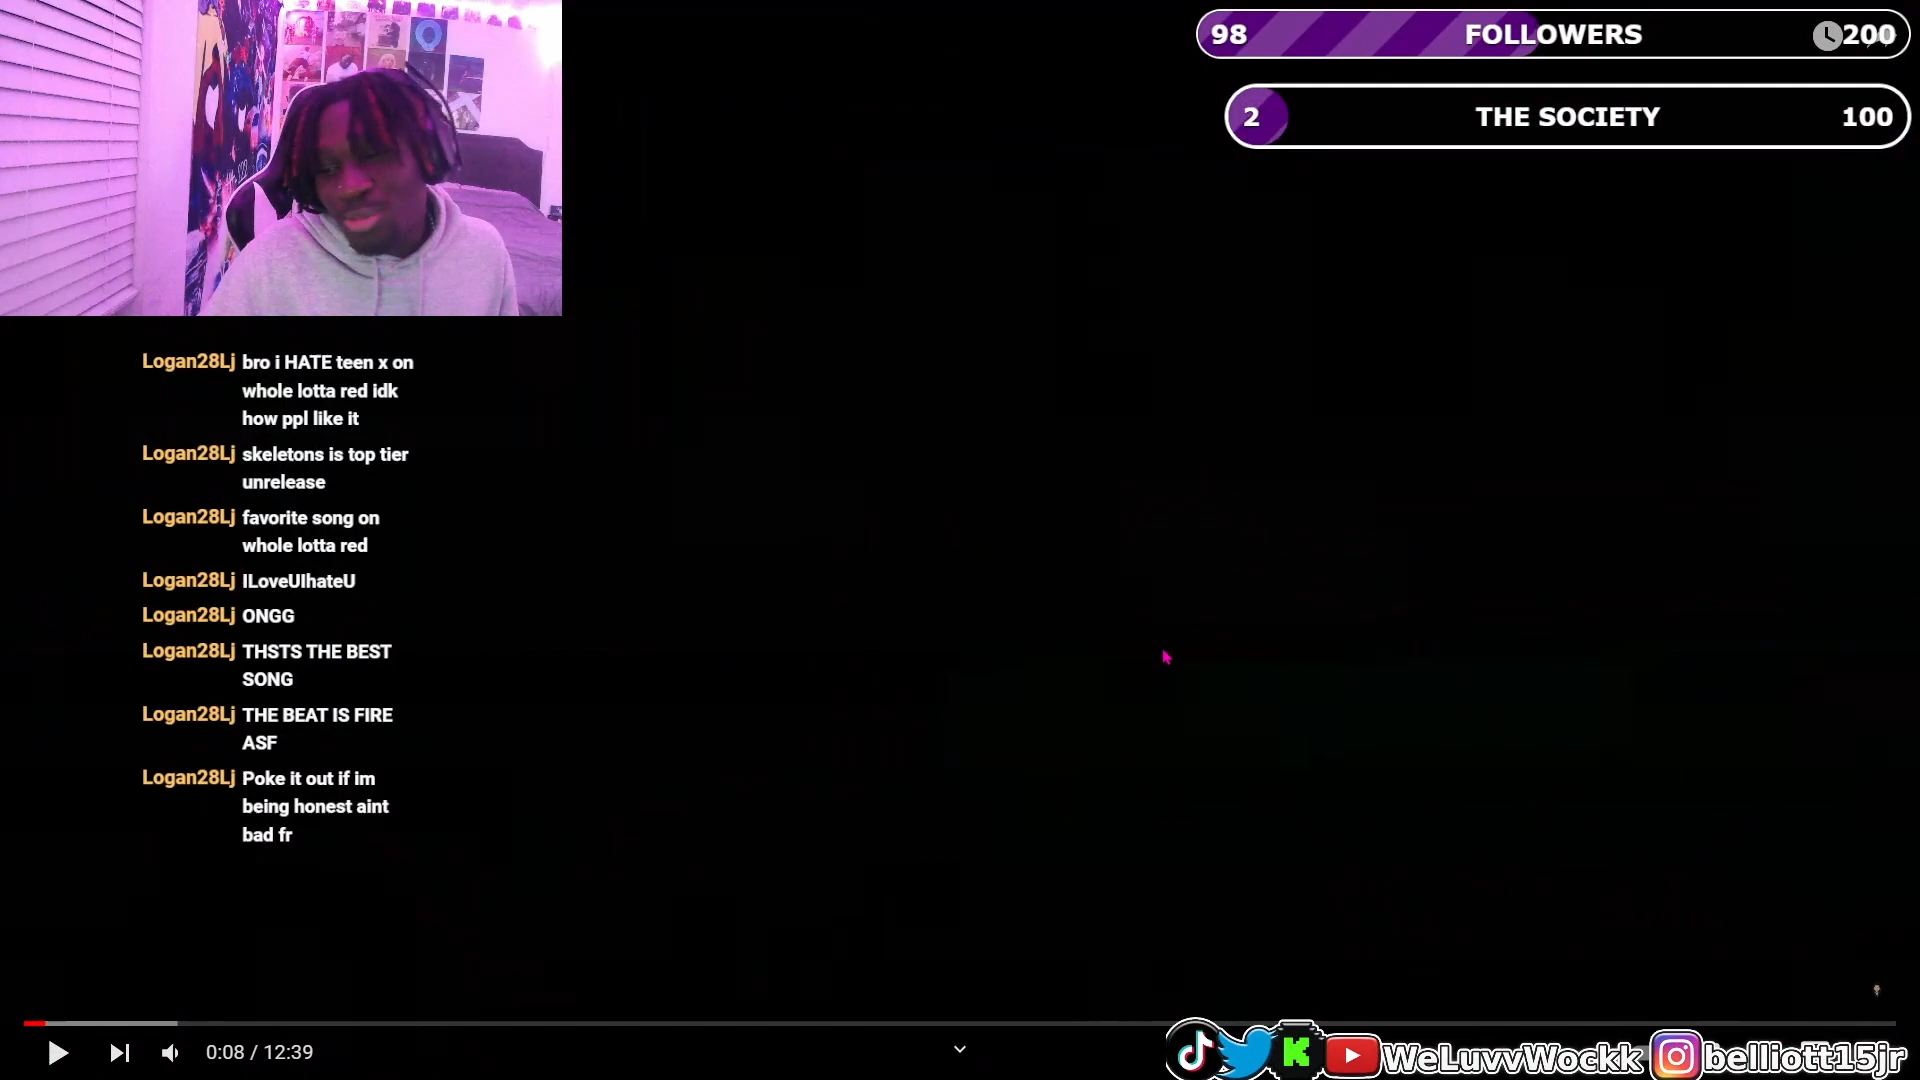 98 FOLLOWERS 200
2 THE SOCIETY 100
Logan28Lj bro i HATE teen x on
whole lotta red idk
how ppl like it
Logan28Lj skeletons is top tier
unrelease
Logan28Lj favorite song on
whole lotta red
Logan28Lj ILoveUIhateU
Logan28Lj ONGG
Logan28Lj THSTS THE BEST
SONG
Logan28Lj THE BEAT IS FIRE
ASF
Logan28Lj Poke it out if im
being honest aint
bad fr
0:08 / 12:39
K WeLuvvWockk belliott15jr